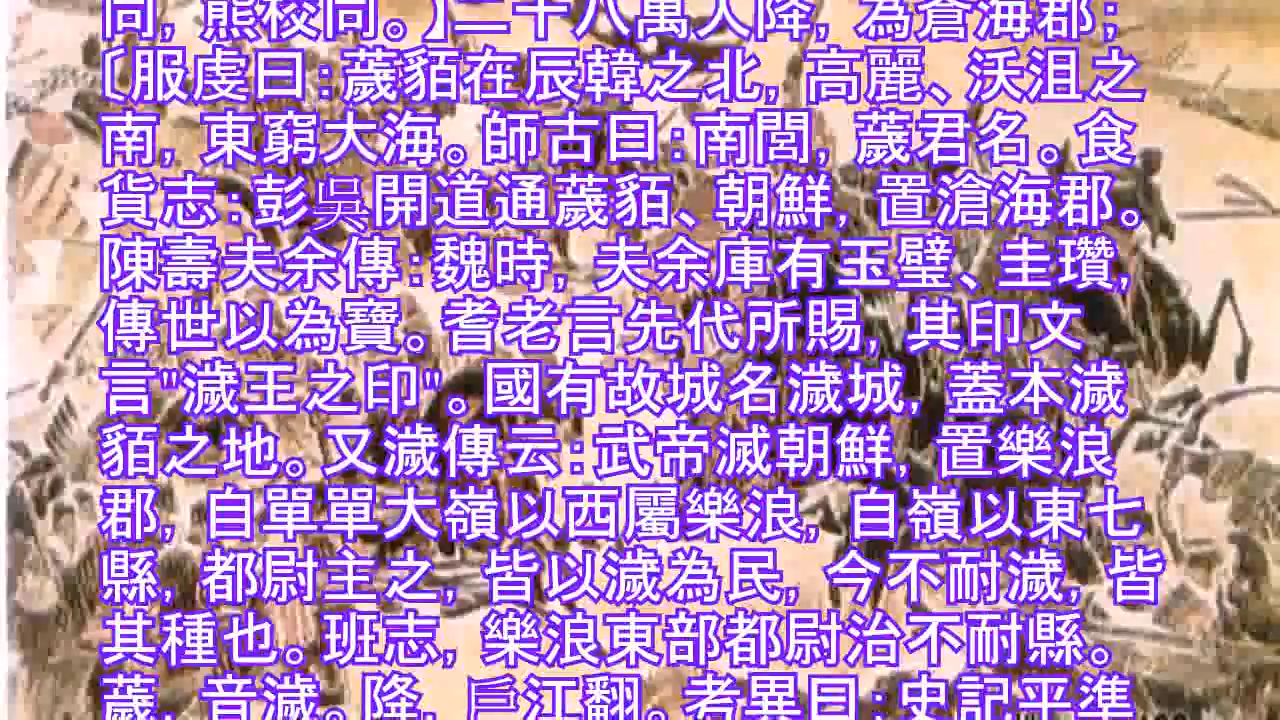 同, 熊校同。】二十八萬人降, 為倉海郡;
〔服虔曰:薉貊在辰韓之北, 高麗、沃沮之
南, 東窮大海。師古曰:南閭, 薉君名。食
貨志:彭吳開道通薉貊、朝鮮, 置滄海郡。
陳壽夫余傳:魏時, 夫余庫有玉璧、圭瓚,
傳世以為寶。耆老言先代所賜, 其印文
言"濊王之印"。國有故城名濊城, 蓋本濊
貊之地。又濊傳云:武帝滅朝鮮, 置樂浪
郡, 自單單大嶺以西屬樂浪, 自嶺以東七
縣, 都尉主之, 皆以濊為民, 今不耐濊, 皆
其種也。班志, 樂浪東部都尉治不耐縣。
薉, 音濊。降, 戶江翻。考異曰:史記平準